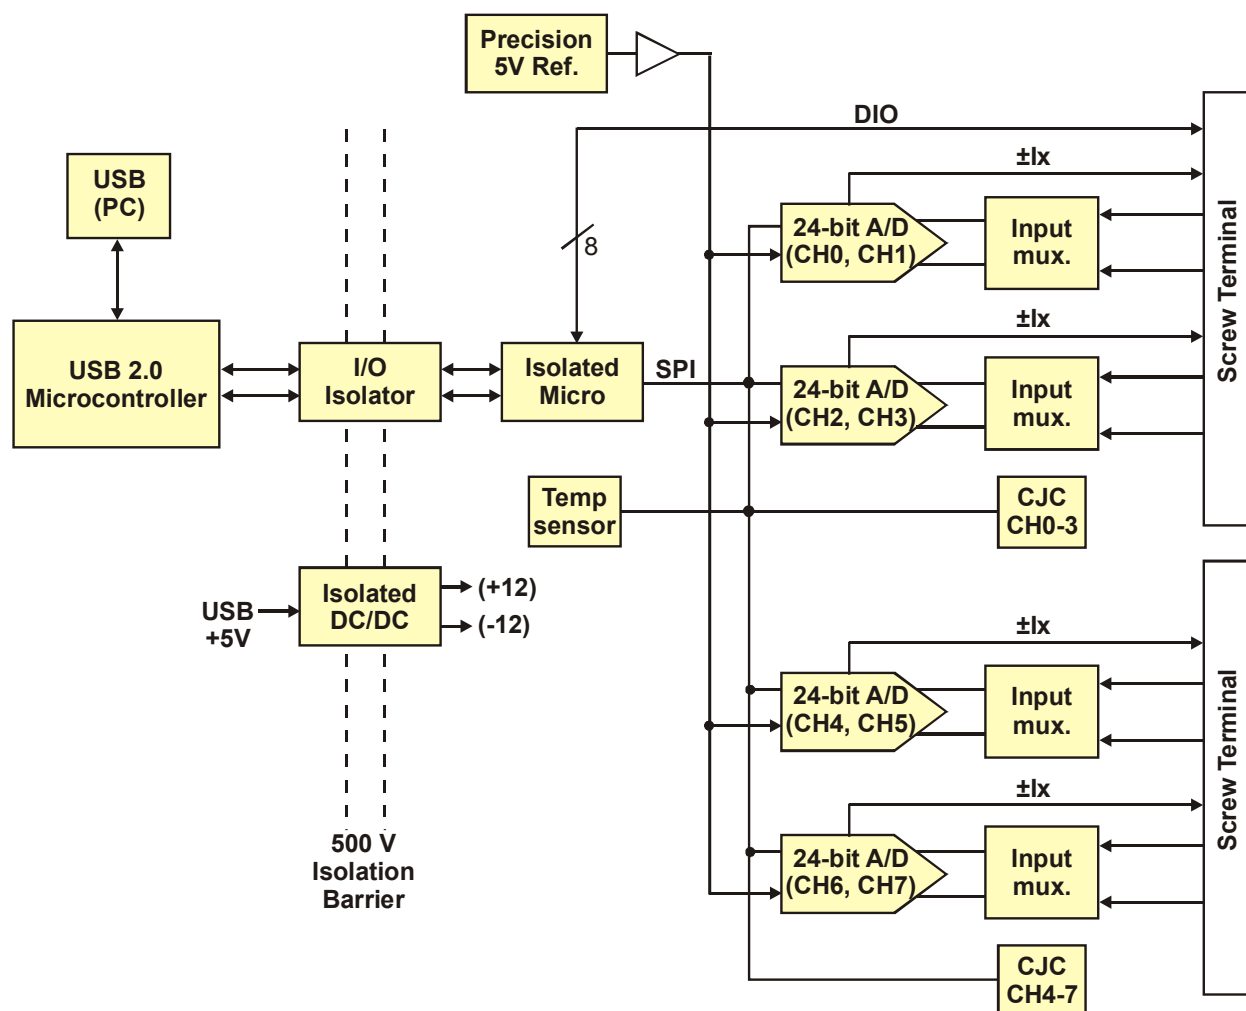 Precision
5V Ref.
DIO
USB
(PC)
±Ix
24-bit A/D
(CH0, CH1)
Input
mux.
8
Screw Terminal
±Ix
USB 2.0
Microcontroller
I/O
Isolator
Isolated
Micro
SPI
24-bit A/D
(CH2, CH3)
Input
mux.
Temp
sensor
CJC
CH0-3
USB
+5V
Isolated
DC/DC
(+12)
(-12)
±Ix
24-bit A/D
(CH4, CH5)
Input
mux.
Screw Terminal
±Ix
500 V
Isolation
Barrier
24-bit A/D
(CH6, CH7)
Input
mux.
CJC
CH4-7